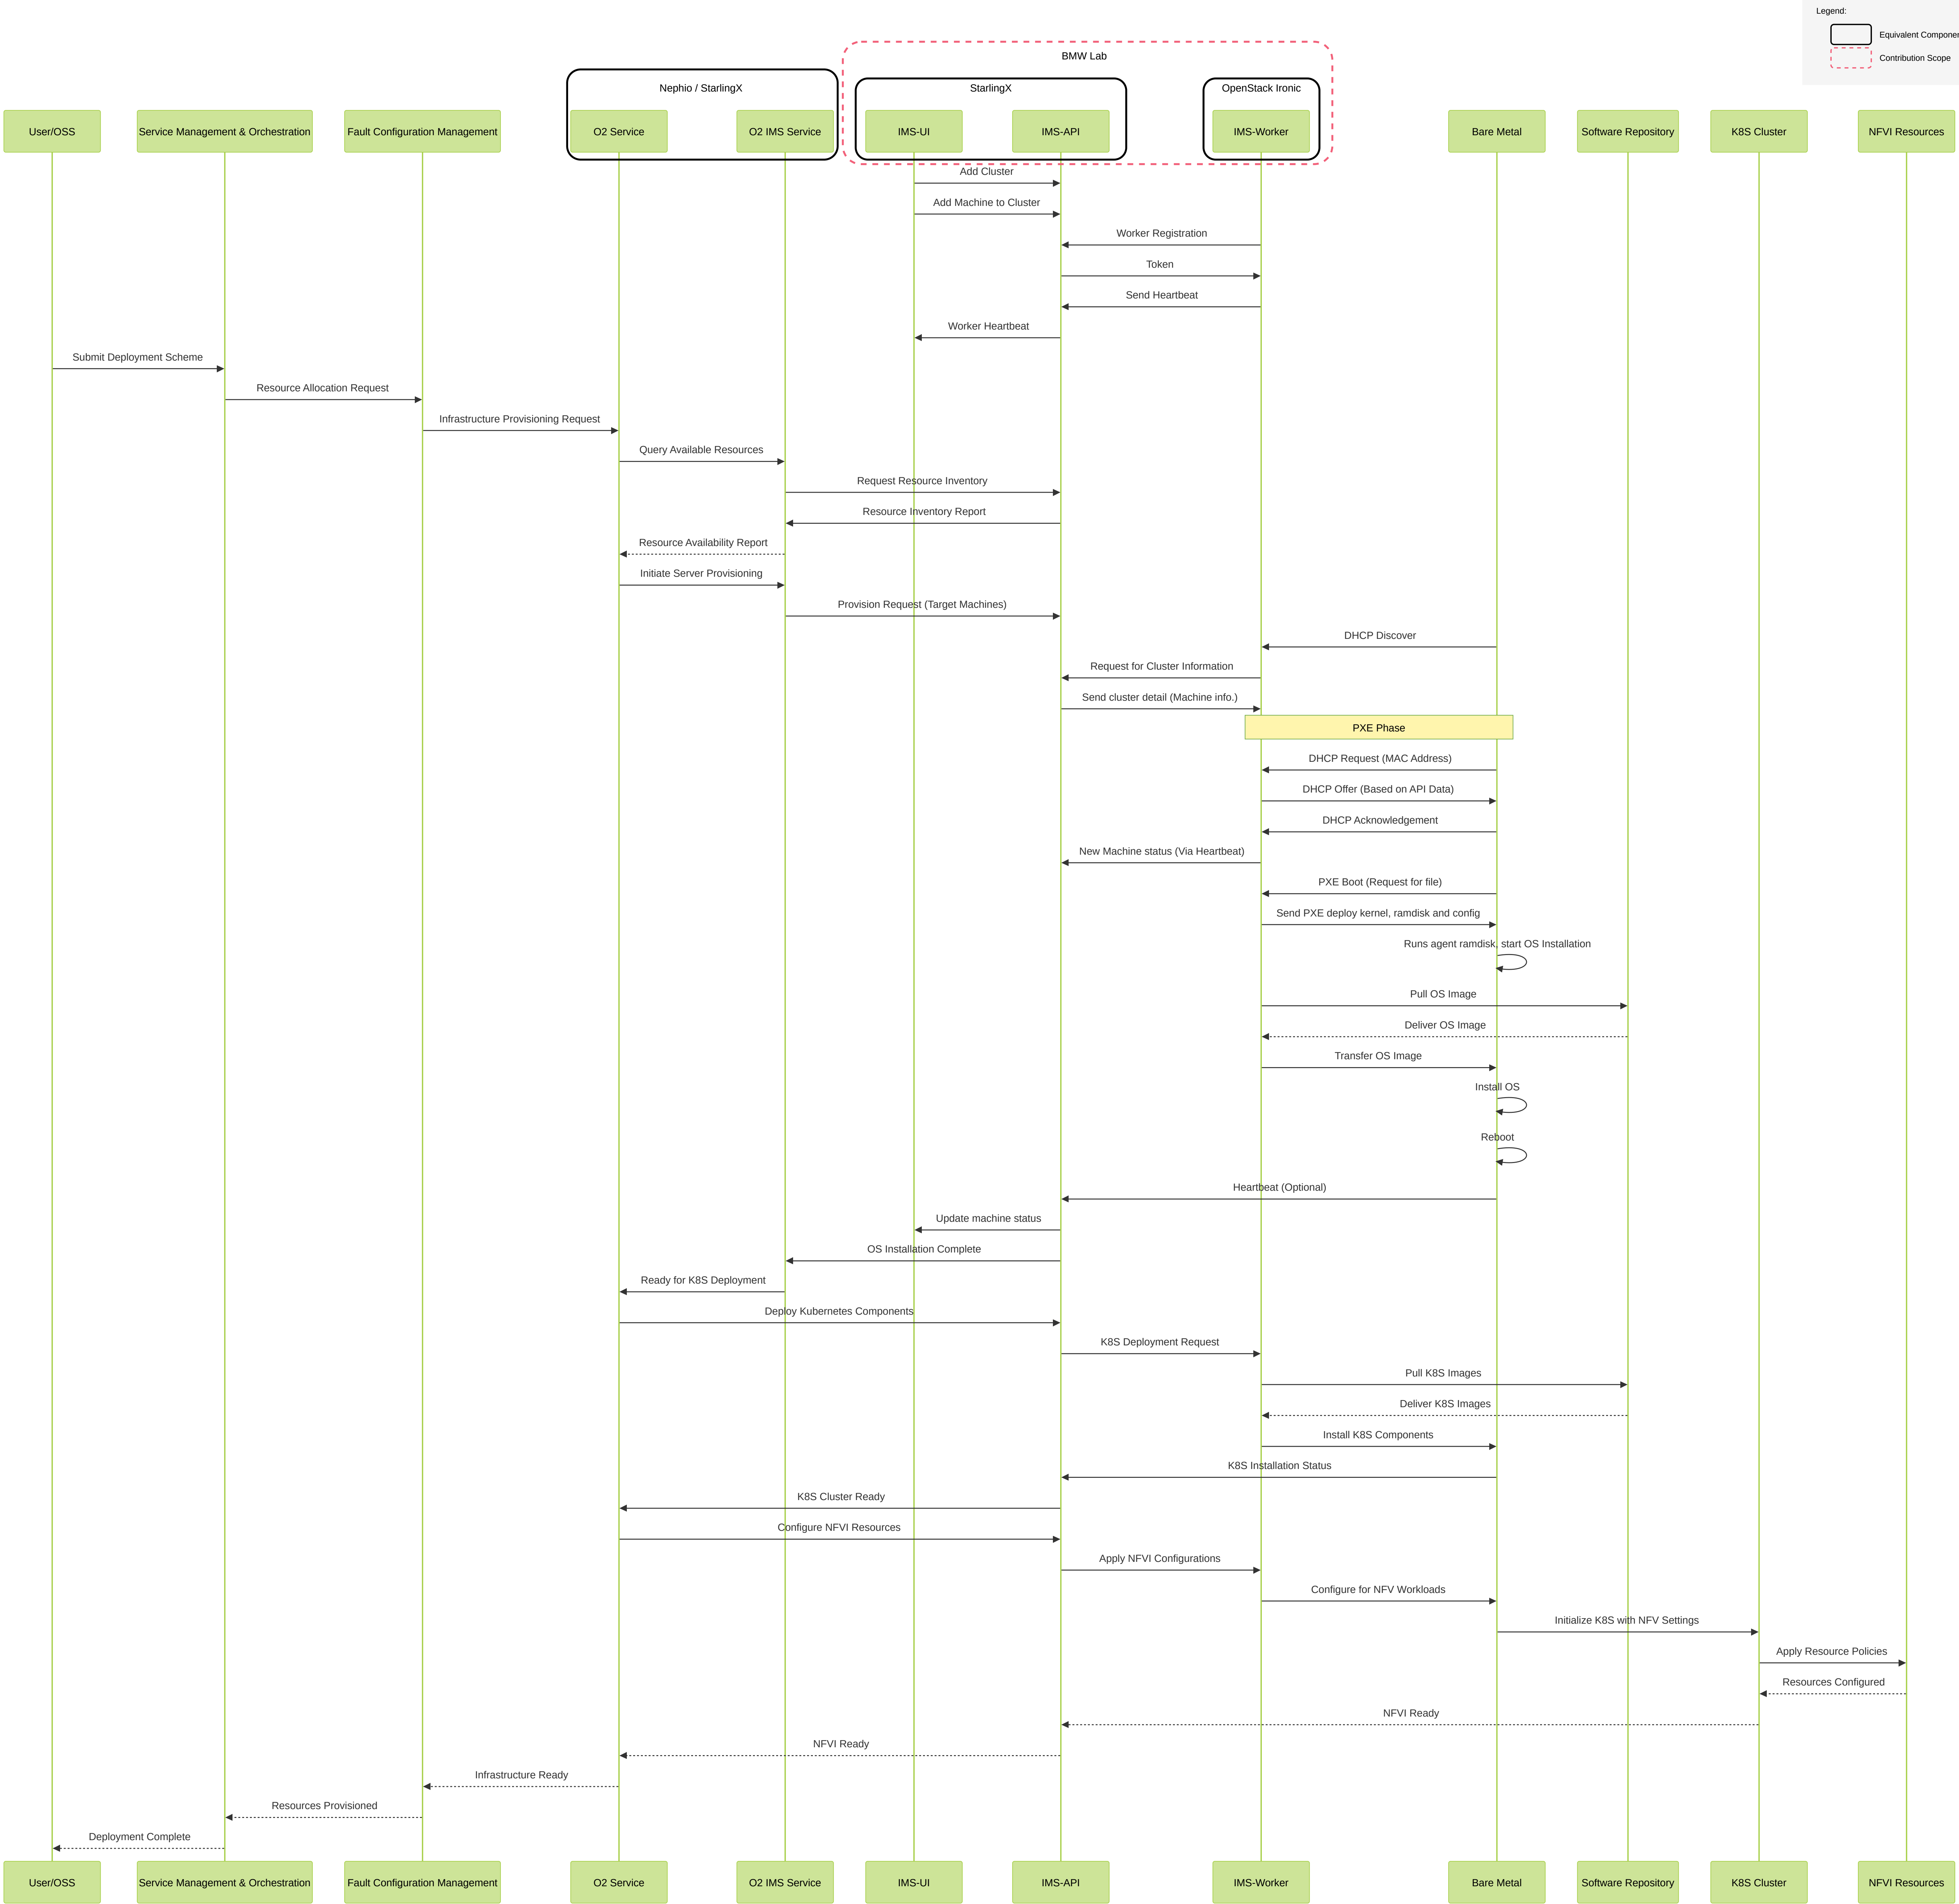 Legend:
Equivalent Componen
Contribution Scope
BMW Lab
Nephio / StarlingX
StarlingX
OpenStack Ironic
User/OSS
Service Management & Orchestration
Fault Configuration Management
O2 Service
O2 IMS Service
IMS-UI
IMS-API
IMS-Worker
Bare Metal
Software Repository
K8S Cluster
NFVI Resources
Add Cluster
Add Machine to Cluster
Worker Registration
Token
Send Heartbeat
Worker Heartbeat
Submit Deployment Scheme
Resource Allocation Request
Infrastructure Provisioning Request
Query Available Resources
Request Resource Inventory
Resource Inventory Report
Resource Availability Report
Initiate Server Provisioning
Provision Request (Target Machines)
DHCP Discover
Request for Cluster Information
Send cluster detail (Machine info.)
PXE Phase
DHCP Request (MAC Address)
DHCP Offer (Based on API Data)
DHCP Acknowledgement
New Machine status (Via Heartbeat)
PXE Boot (Request for file)
Send PXE deploy kernel, ramdisk and config
Runs agent ramdisk, start OS Installation
Pull OS Image
Deliver OS Image
Transfer OS Image
Install OS
Reboot
Heartbeat (Optional)
Update machine status
OS Installation Complete
Ready for K8S Deployment
Deploy Kubernetes Components
K8S Deployment Request
Pull K8S Images
Deliver K8S Images
Install K8S Components
K8S Installation Status
K8S Cluster Ready
Configure NFVI Resources
Apply NFVI Configurations
Configure for NFV Workloads
Initialize K8S with NFV Settings
Apply Resource Policies
Resources Configured
NFVI Ready
NFVI Ready
Infrastructure Ready
Resources Provisioned
Deployment Complete
User/OSS
Service Management & Orchestration
Fault Configuration Management
O2 Service
O2 IMS Service
IMS-UI
IMS-API
IMS-Worker
Bare Metal
Software Repository
K8S Cluster
NFVI Resources